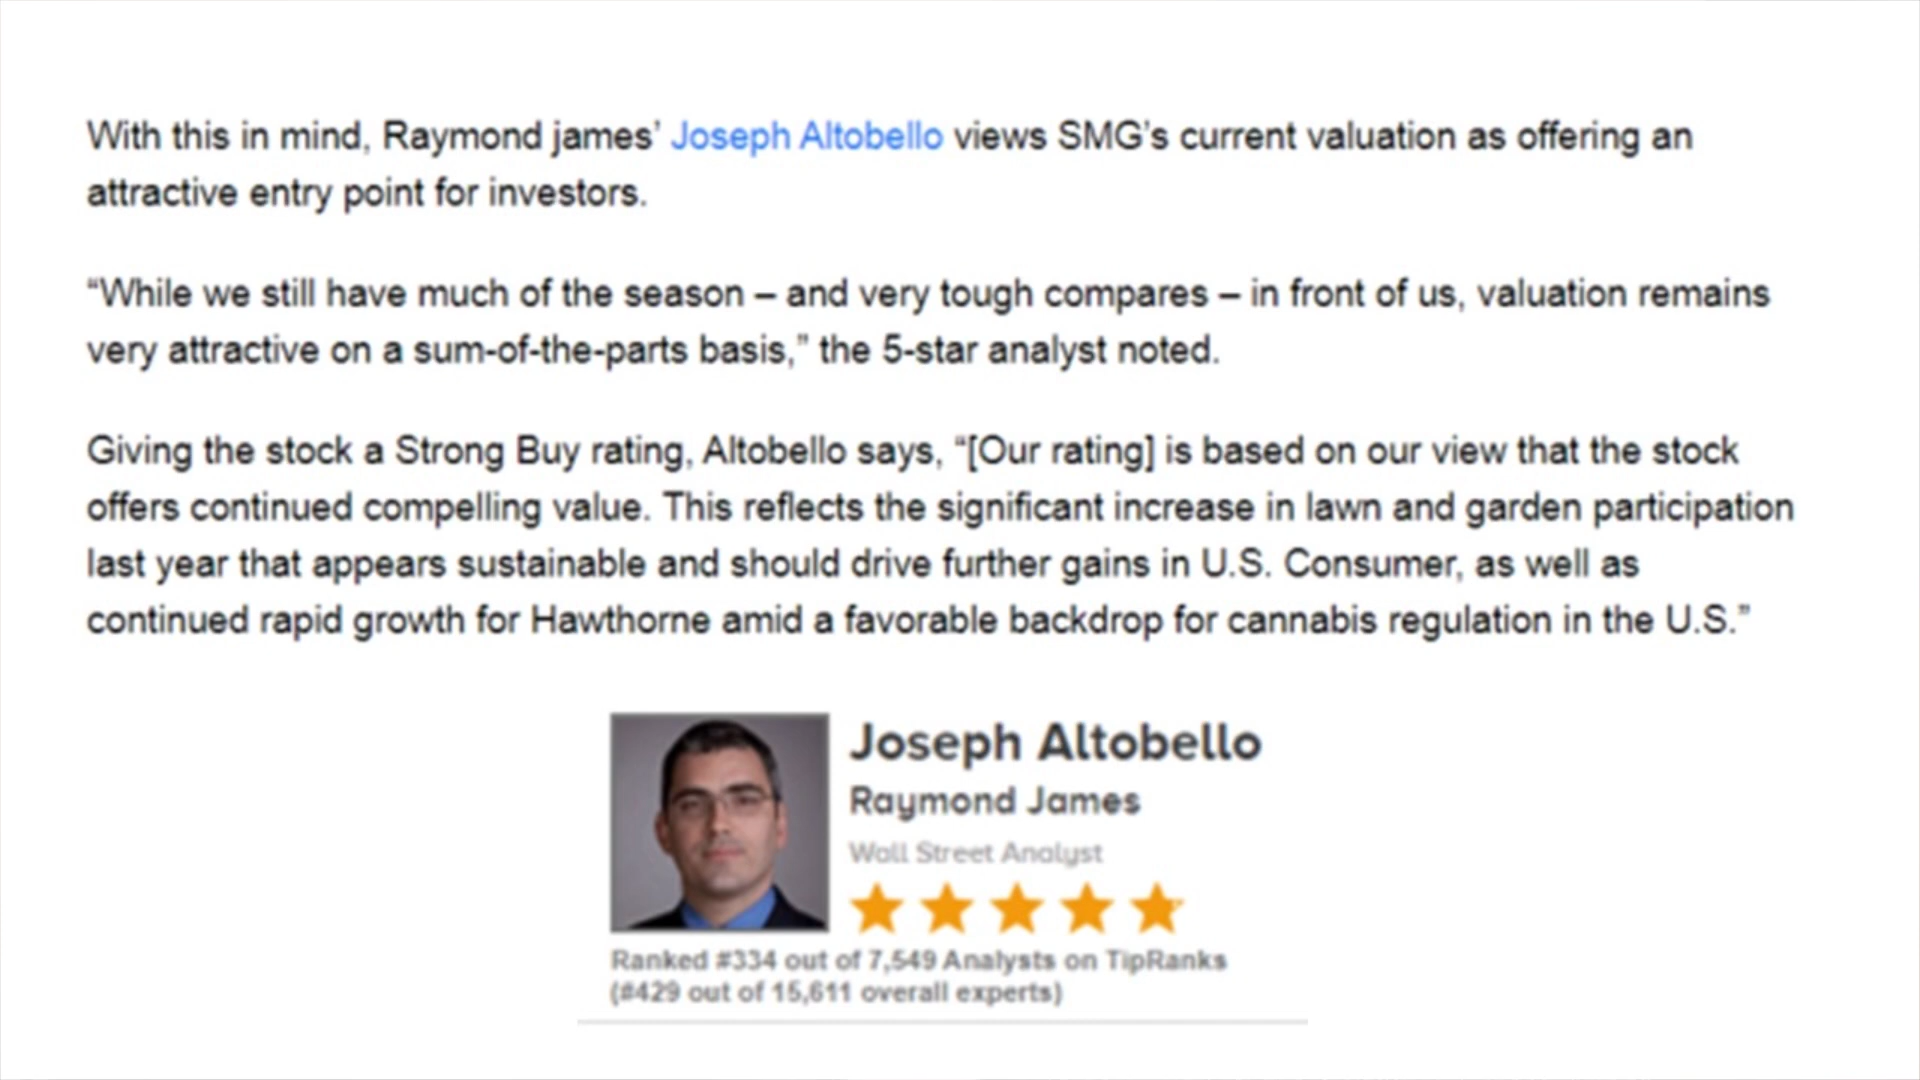 With this in mind, Raymond james’ Joseph Altobello views SMG’s current valuation as offering an
attractive entry point for investors.
“While we still have much of the season – and very tough compares – in front of us, valuation remains
very attractive on a sum-of-the-parts basis,” the 5-star analyst noted.
Giving the stock a Strong Buy rating, Altobello says, “[Our rating] is based on our view that the stock
offers continued compelling value. This reflects the significant increase in lawn and garden participation
last year that appears sustainable and should drive further gains in U.S. Consumer, as well as
continued rapid growth for Hawthorne amid a favorable backdrop for cannabis regulation in the U.S.”
Joseph Altobello
Raymond James
Wall Street Analyst
Ranked #334 out of 7,549 Analysts on TipRanks
(#429 out of 15,611 overall experts)